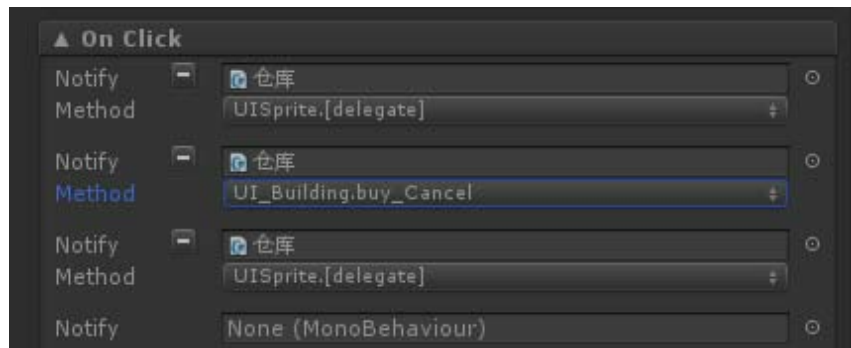 ▲ On Click
Notify 仓库
Method UISprite.[delegate]
Notify 仓库
Method UI_Building.buy_Cancel
Notify 仓库
Method UISprite.[delegate]
Notify None (MonoBehaviour)